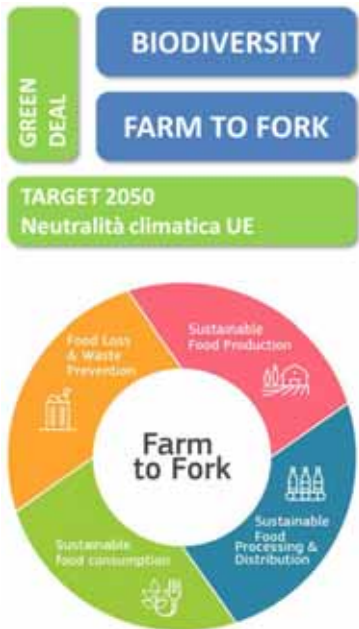 GREEN
DEAL
BIODIVERSITY
FARM TO FORK
TARGET 2050
Neutralità climatica UE
Food Loss
& Waste
Prevention
Sustainable
Food Production
Farm
to Fork
Sustainable
Food
Processing &
Distribution
Sustainable
food consumption